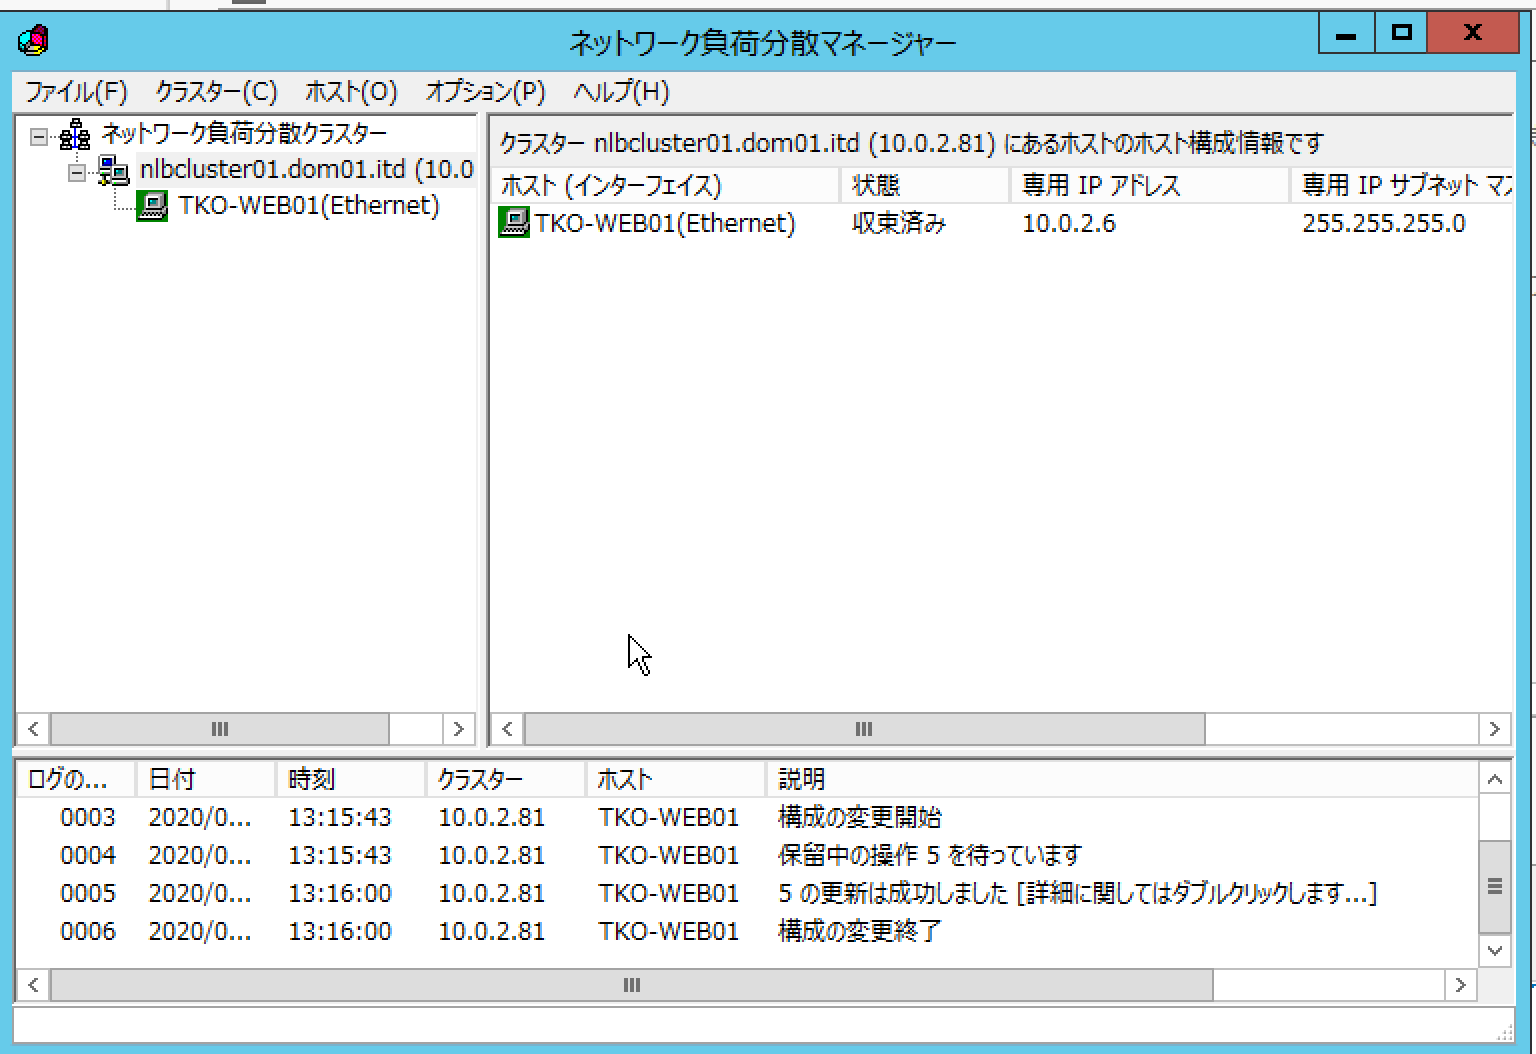 ネットワーク負荷分散マネージャー
ファイル(F) クラスター(C) ホスト(O) オプション(P) ヘルプ(H)
ネットワーク負荷分散クラスター
nlbcluster01.dom01.itd (10.0
TKO-WEB01(Ethernet)
クラスター nlbcluster01.dom01.itd (10.0.2.81) にあるホストのホスト構成情報です
ホスト (インターフェイス) 状態 専用 IP アドレス 専用 IP サブネット マス
TKO-WEB01(Ethernet) 収束済み 10.0.2.6 255.255.255.0
ログの... 日付 時刻 クラスター ホスト 説明
0003 2020/0... 13:15:43 10.0.2.81 TKO-WEB01 構成の変更開始
0004 2020/0... 13:15:43 10.0.2.81 TKO-WEB01 保留中の操作 5 を待っています
0005 2020/0... 13:16:00 10.0.2.81 TKO-WEB01 5 の更新は成功しました [詳細に関してはダブルクリックします...]
0006 2020/0... 13:16:00 10.0.2.81 TKO-WEB01 構成の変更終了